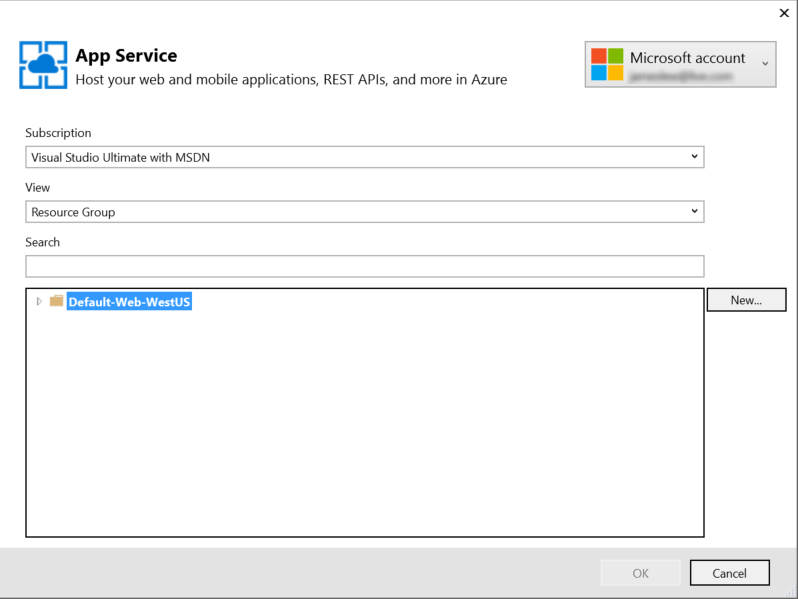 App Service
Host your web and mobile applications, REST APIs, and more in Azure
Microsoft account
Subscription
Visual Studio Ultimate with MSDN
View
Resource Group
Search
Default-Web-WestUS
New...
OK
Cancel